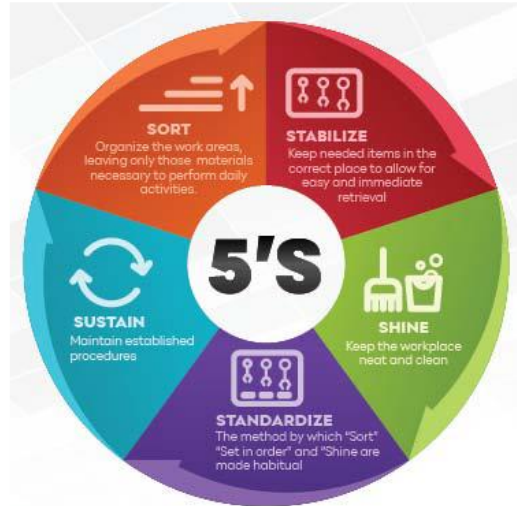 SORT
Organize the work areas,
leaving only those materials
necessary to perform daily
activities.
STABILIZE
Keep needed items in the
correct place to allow for
easy and immediate
retrieval
5'S
SUSTAIN
Maintain established
procedures
SHINE
Keep the workplace
neat and clean
STANDARDIZE
The method by which "Sort"
"Set in order" and "Shine are
made habitual